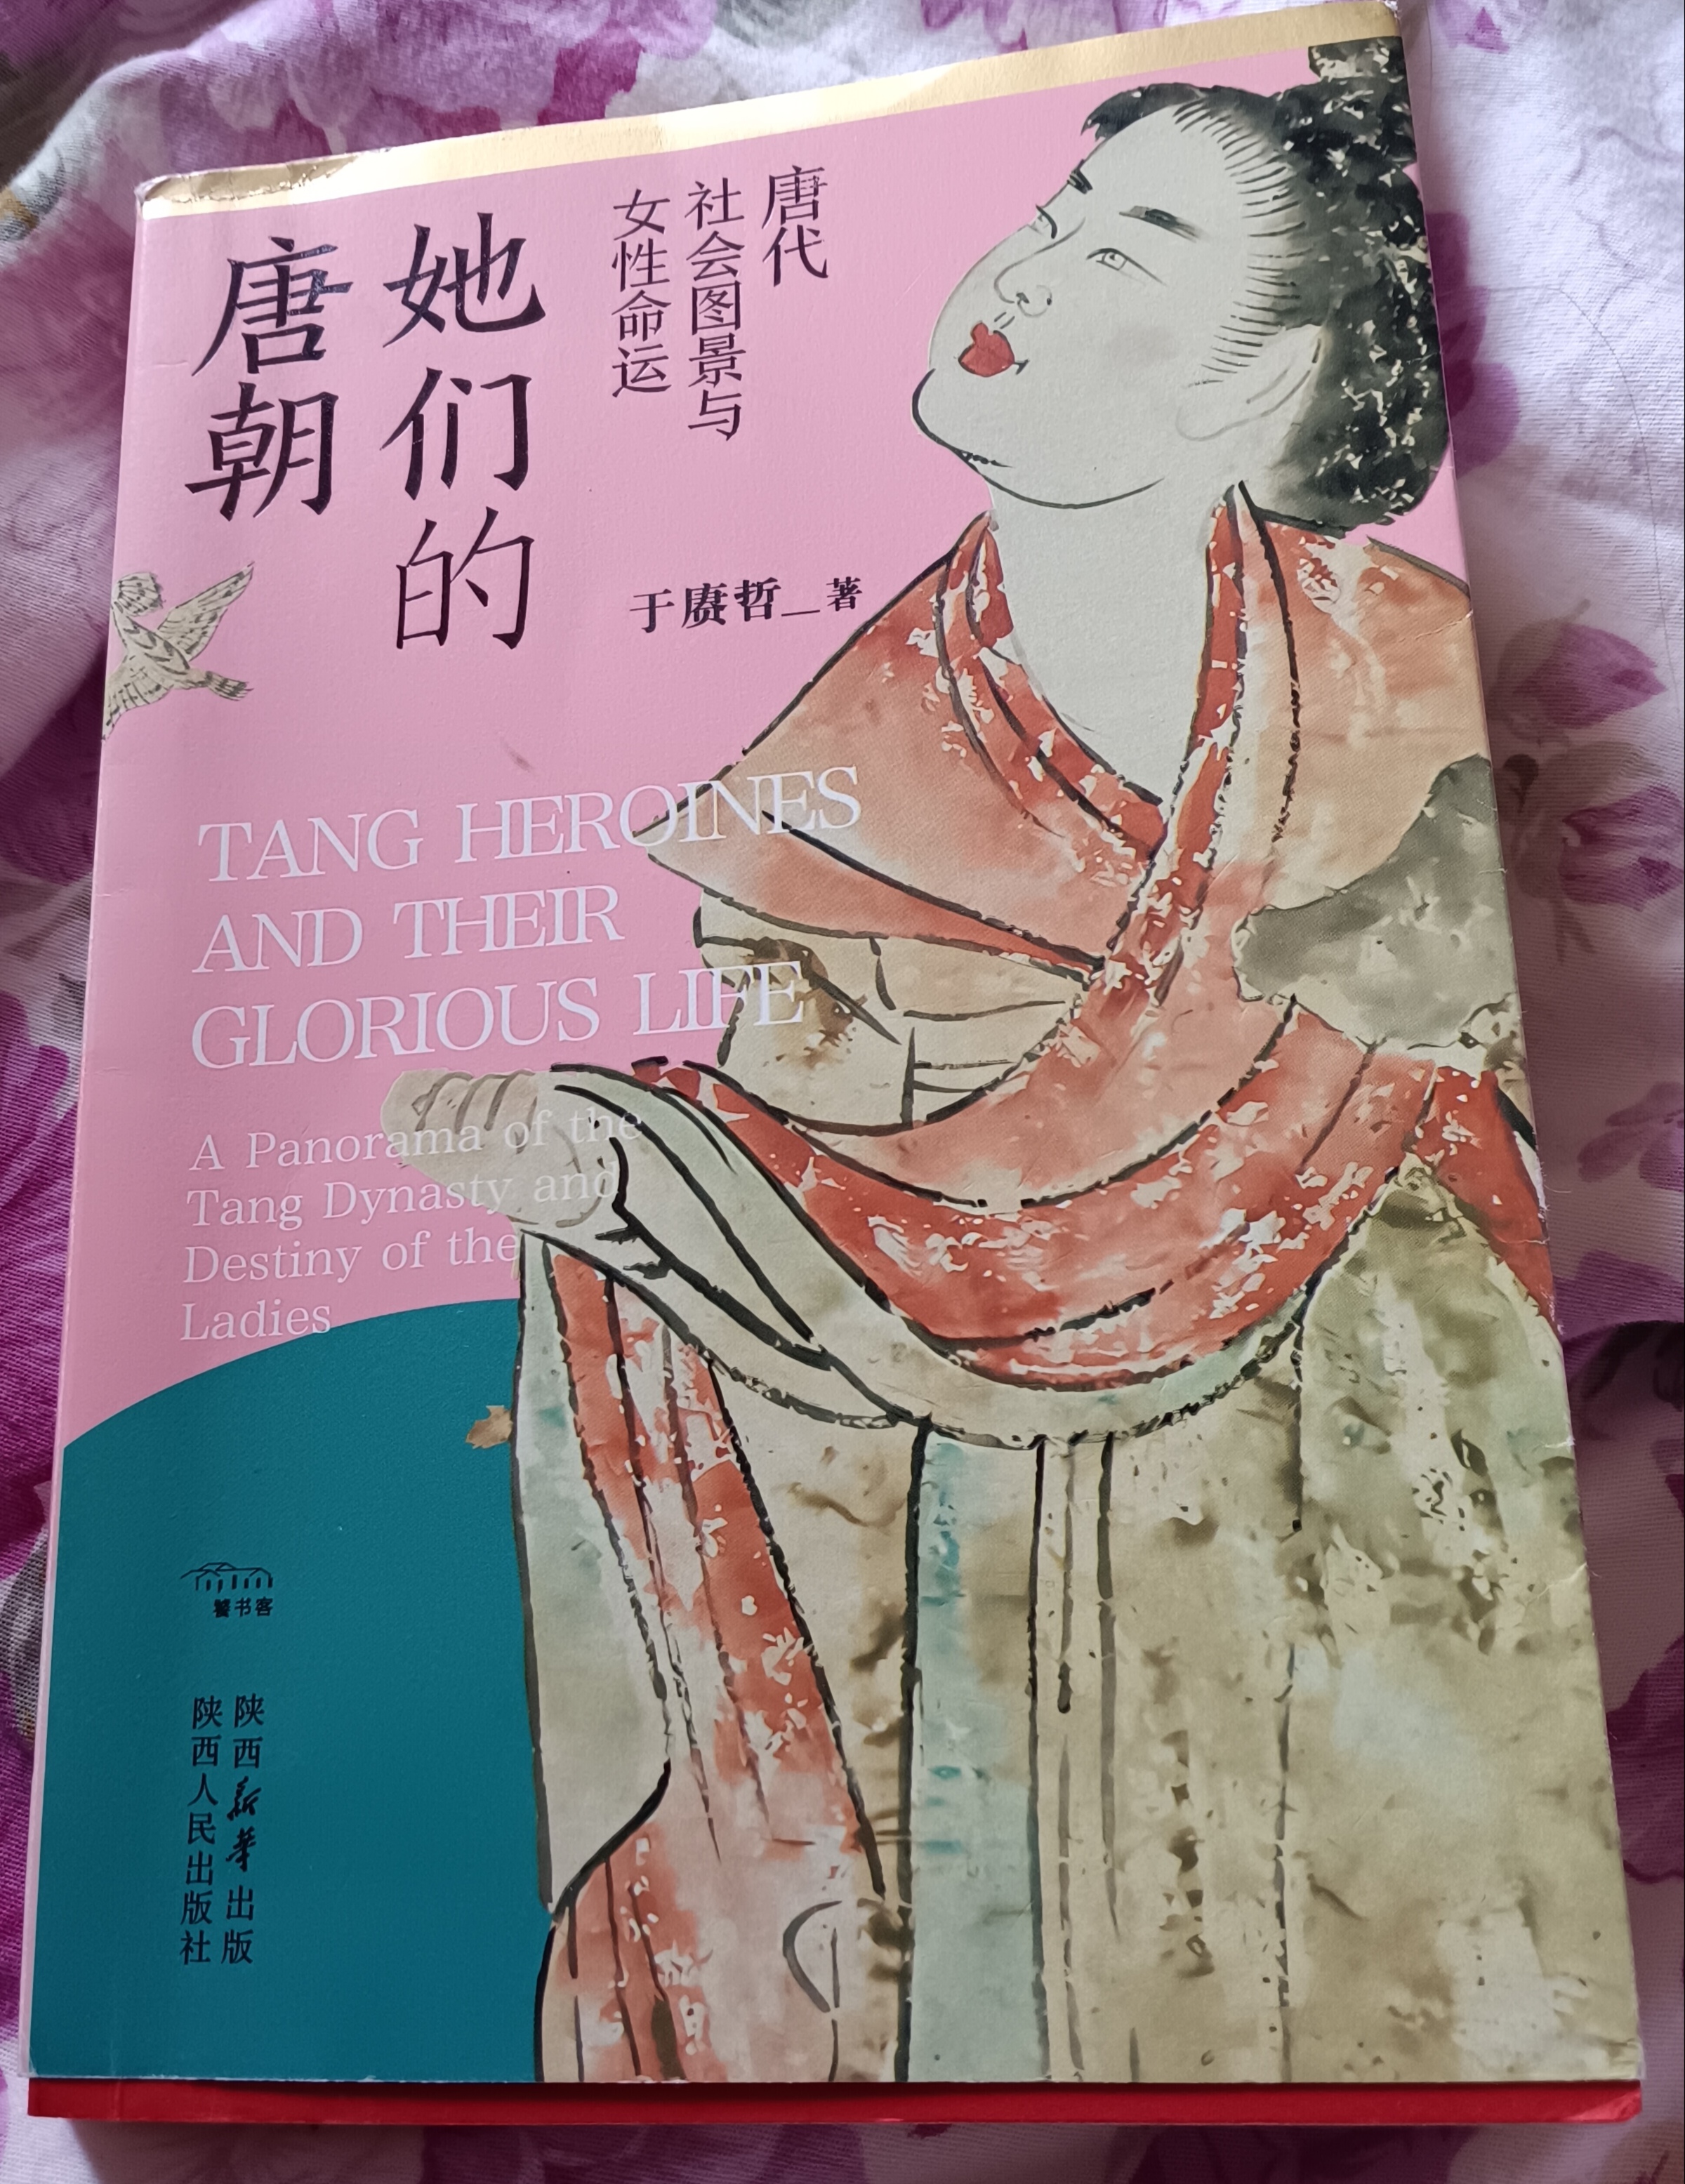 她们的
唐朝
唐代
社会图景与
女性命运
于赓哲_著
TANG HEROINES
AND THEIR
GLORIOUS LIFE
A Panorama of the
Tang Dynasty and
Destiny of the
Ladies
饕书客
陕西新华出版
陕西人民出版社